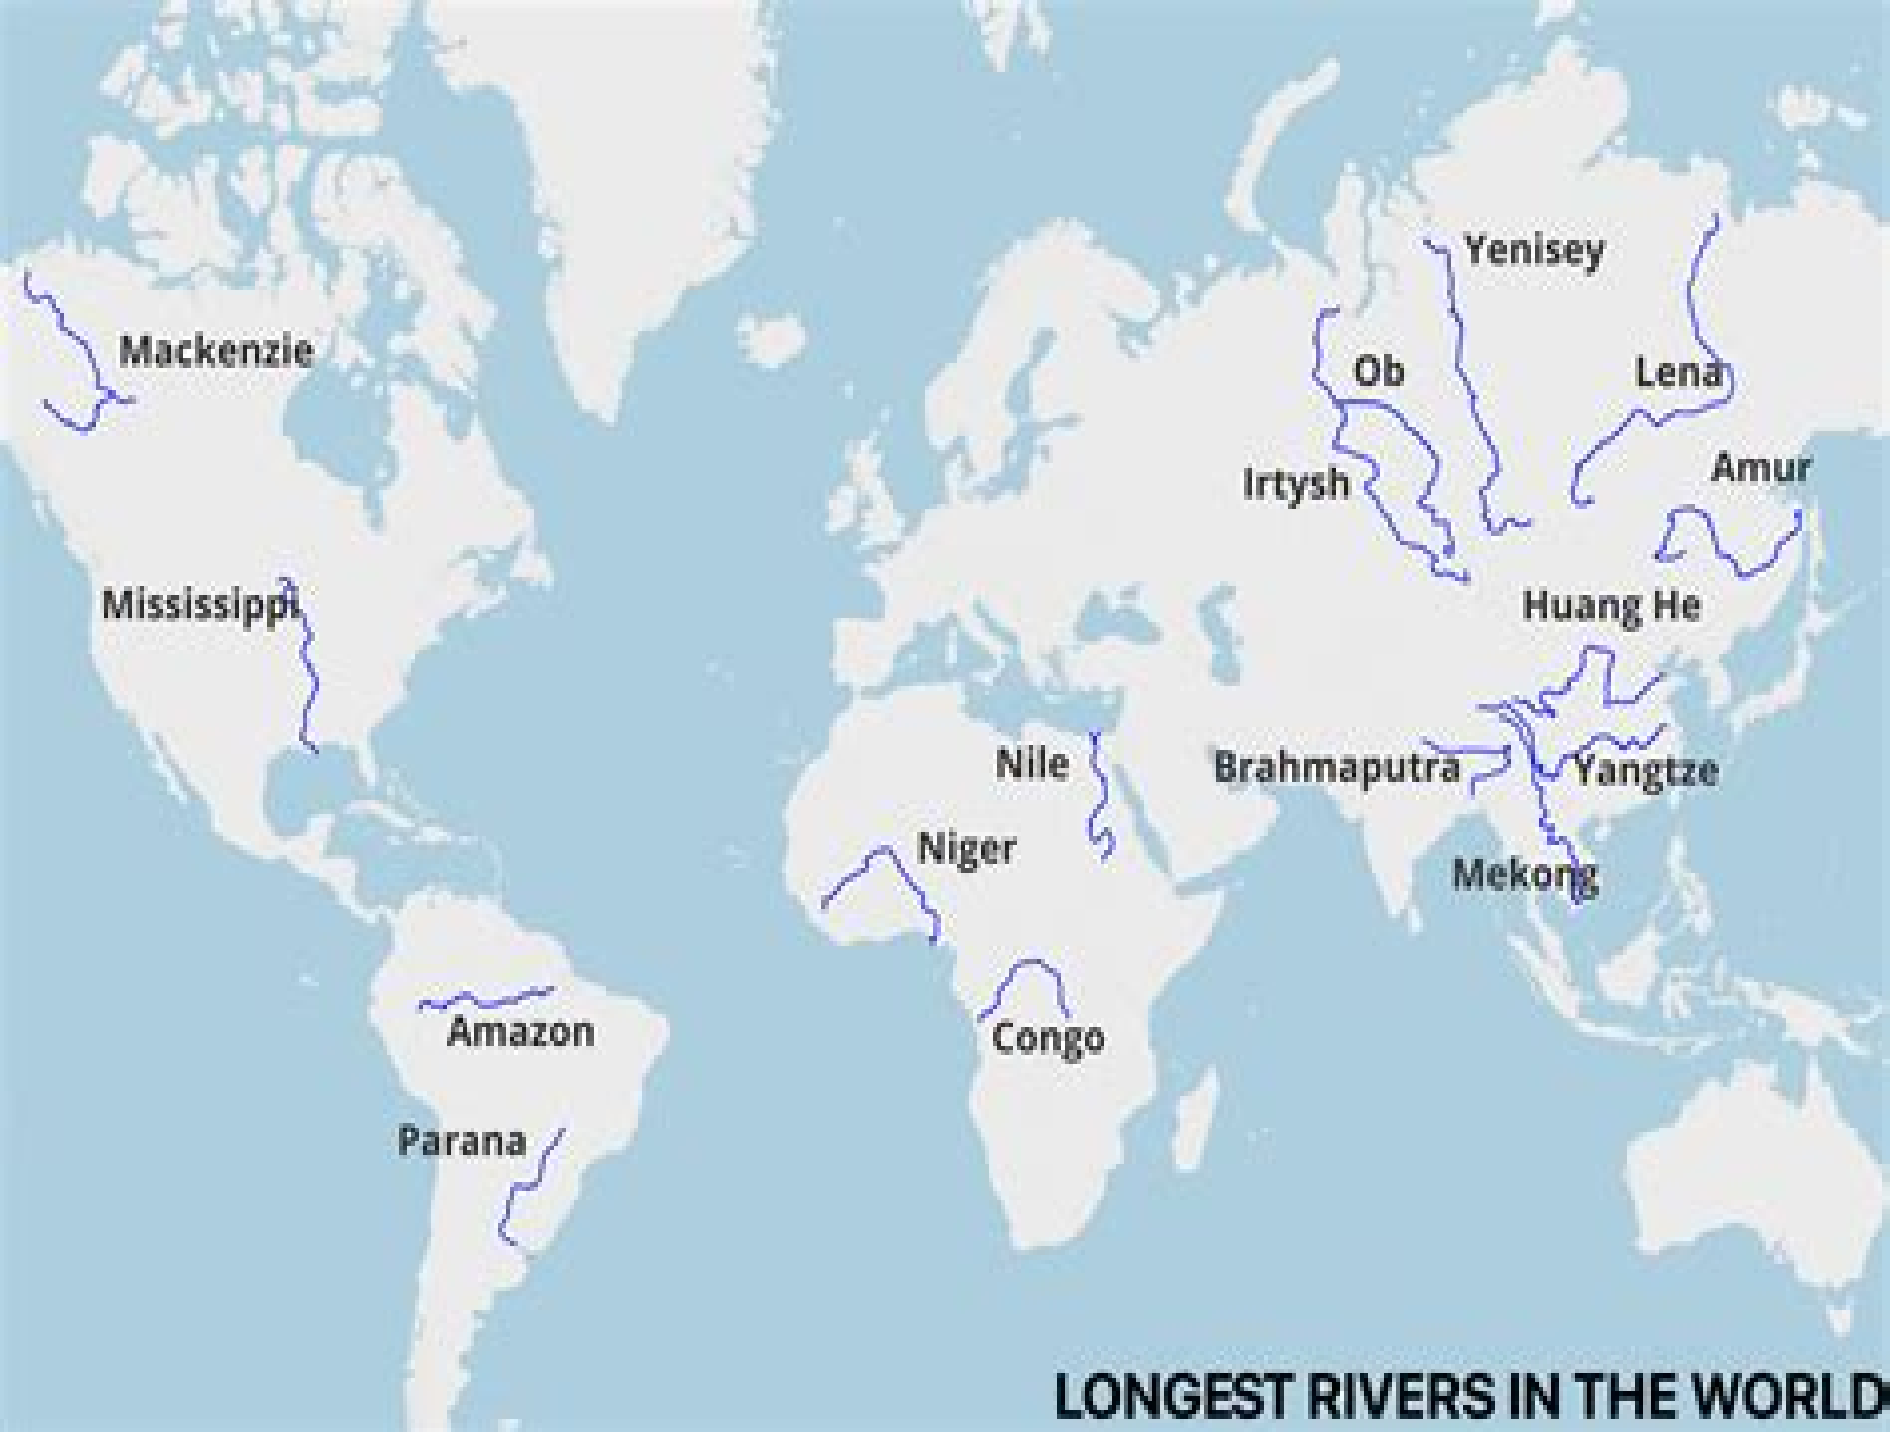 Yenisey
Mackenzie
Ob
Lena
Amur
Irtysh
Mississippi
Huang He
Nile
Brahmaputra
Yangtze
Niger
Mekong
Amazon
Congo
Parana
LONGEST RIVERS IN THE WORLD